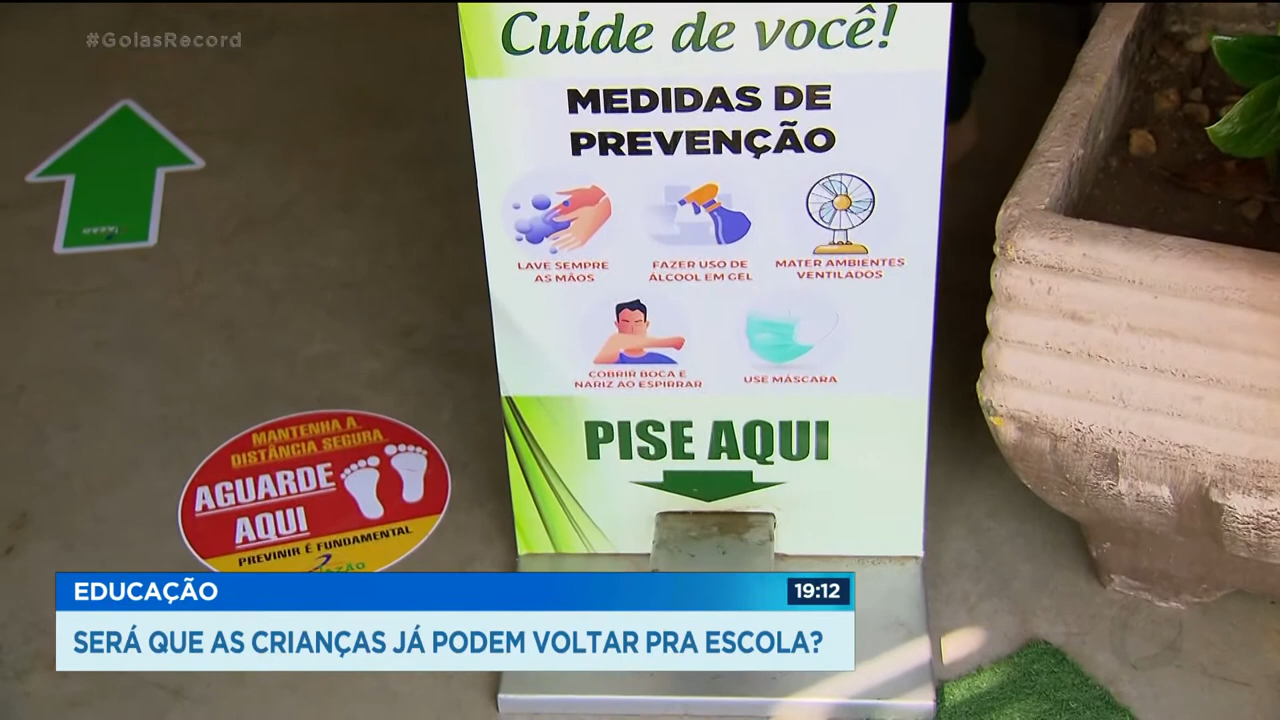 #GoiasRecord
Cuide de você!
MEDIDAS DE
PREVENÇÃO
LAVE SEMPRE
AS MÃOS
FAZER USO DE
ÁLCOOL EM GEL
MATER AMBIENTES
VENTILADOS
COBRIR BOCA E
NARIZ AO ESPIRRAR
USE MÁSCARA
PISE AQUI
MANTENHA A
DISTÂNCIA SEGURA
AGUARDE
AQUI
PREVINIR É FUNDAMENTAL
EDUCAÇÃO
19:12
SERÁ QUE AS CRIANÇAS JÁ PODEM VOLTAR PRA ESCOLA?